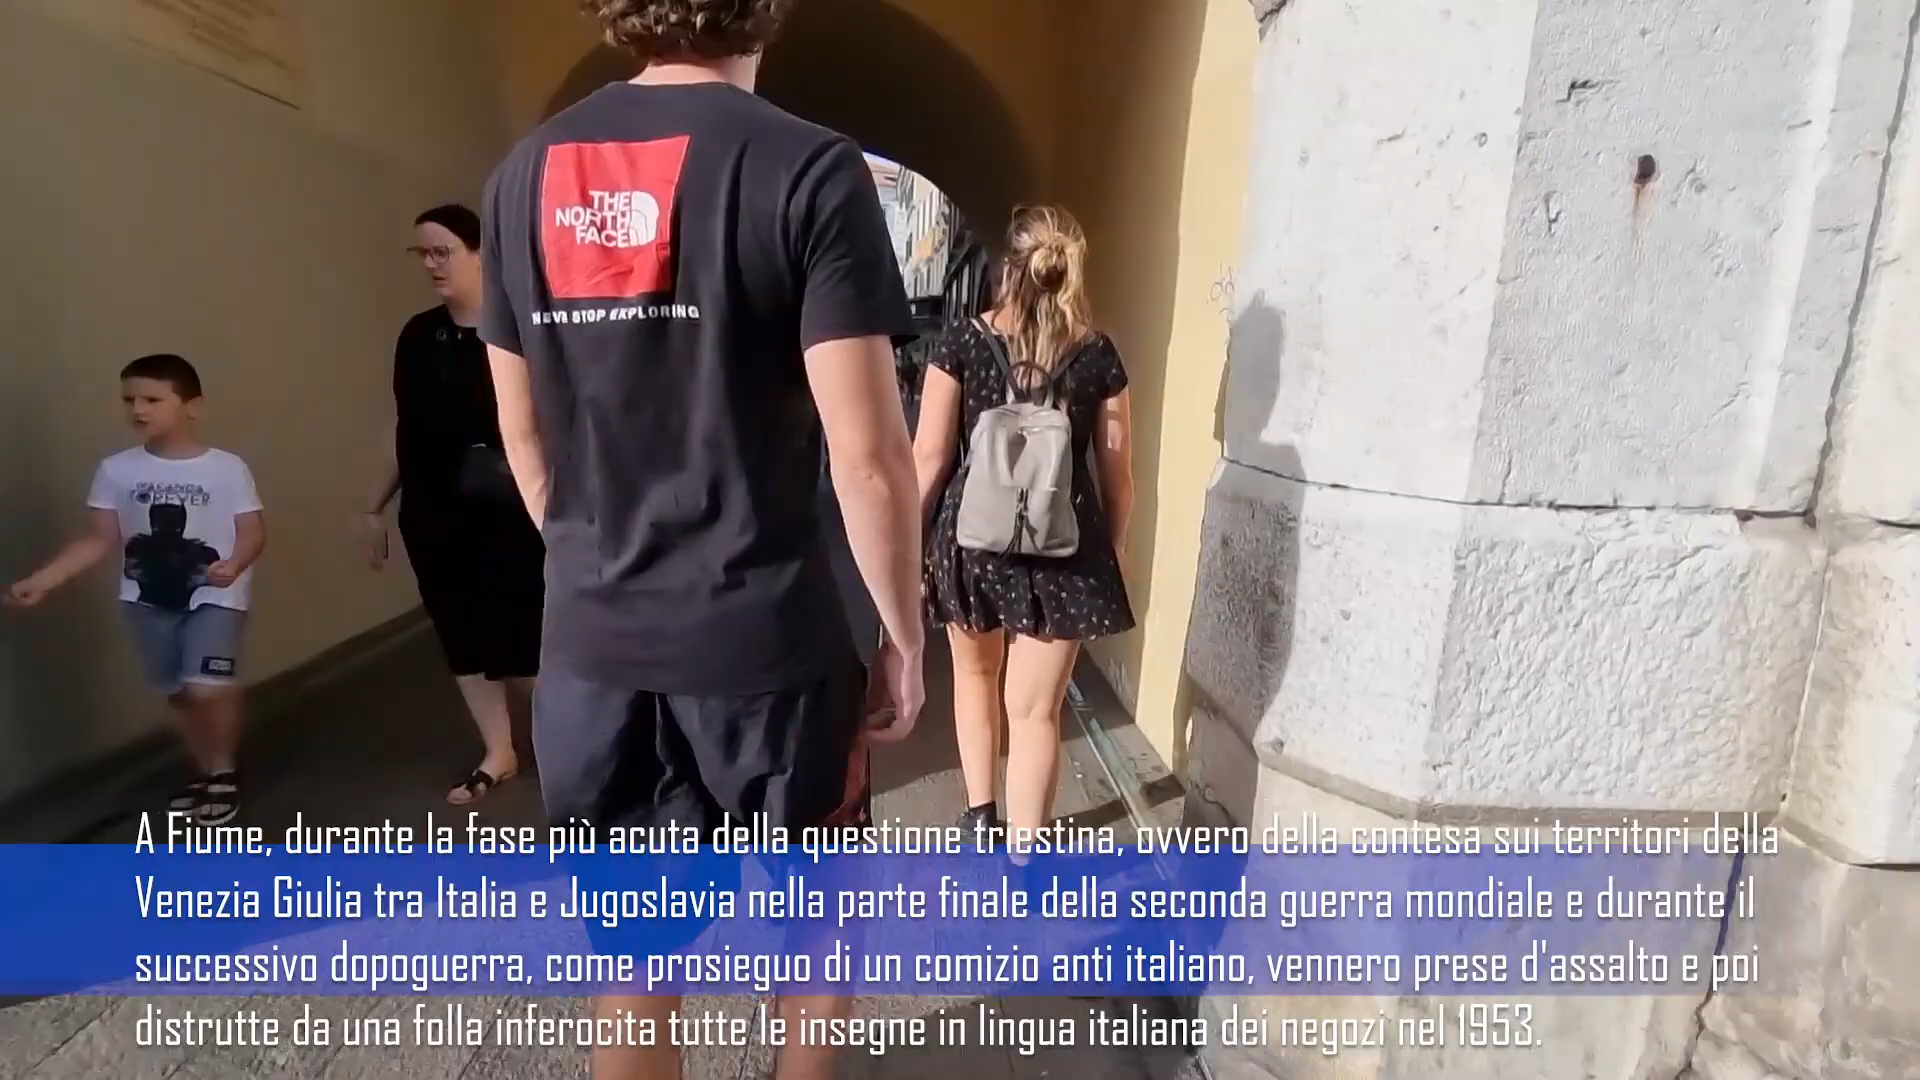 THE
NORTH
FACE
NEVER STOP EXPLORING
WAKANDA
FOREVER
A Fiume, durante la fase più acuta della questione triestina, ovvero della contesa sui territori della
Venezia Giulia tra Italia e Jugoslavia nella parte finale della seconda guerra mondiale e durante il
successivo dopoguerra, come prosieguo di un comizio anti italiano, vennero prese d'assalto e poi
distrutte da una folla inferocita tutte le insegne in lingua italiana dei negozi nel 1953.